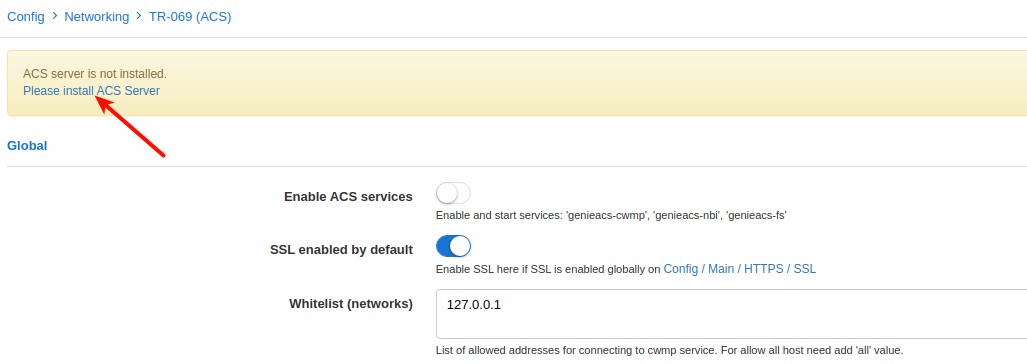 Config > Networking > TR-069 (ACS)
ACS server is not installed.
Please install ACS Server
Global
Enable ACS services
Enable and start services: 'genieacs-cwmp', 'genieacs-nbi', 'genieacs-fs'
SSL enabled by default
Enable SSL here if SSL is enabled globally on Config / Main / HTTPS / SSL
Whitelist (networks)
127.0.0.1
List of allowed addresses for connecting to cwmp service. For allow all host need add 'all' value.